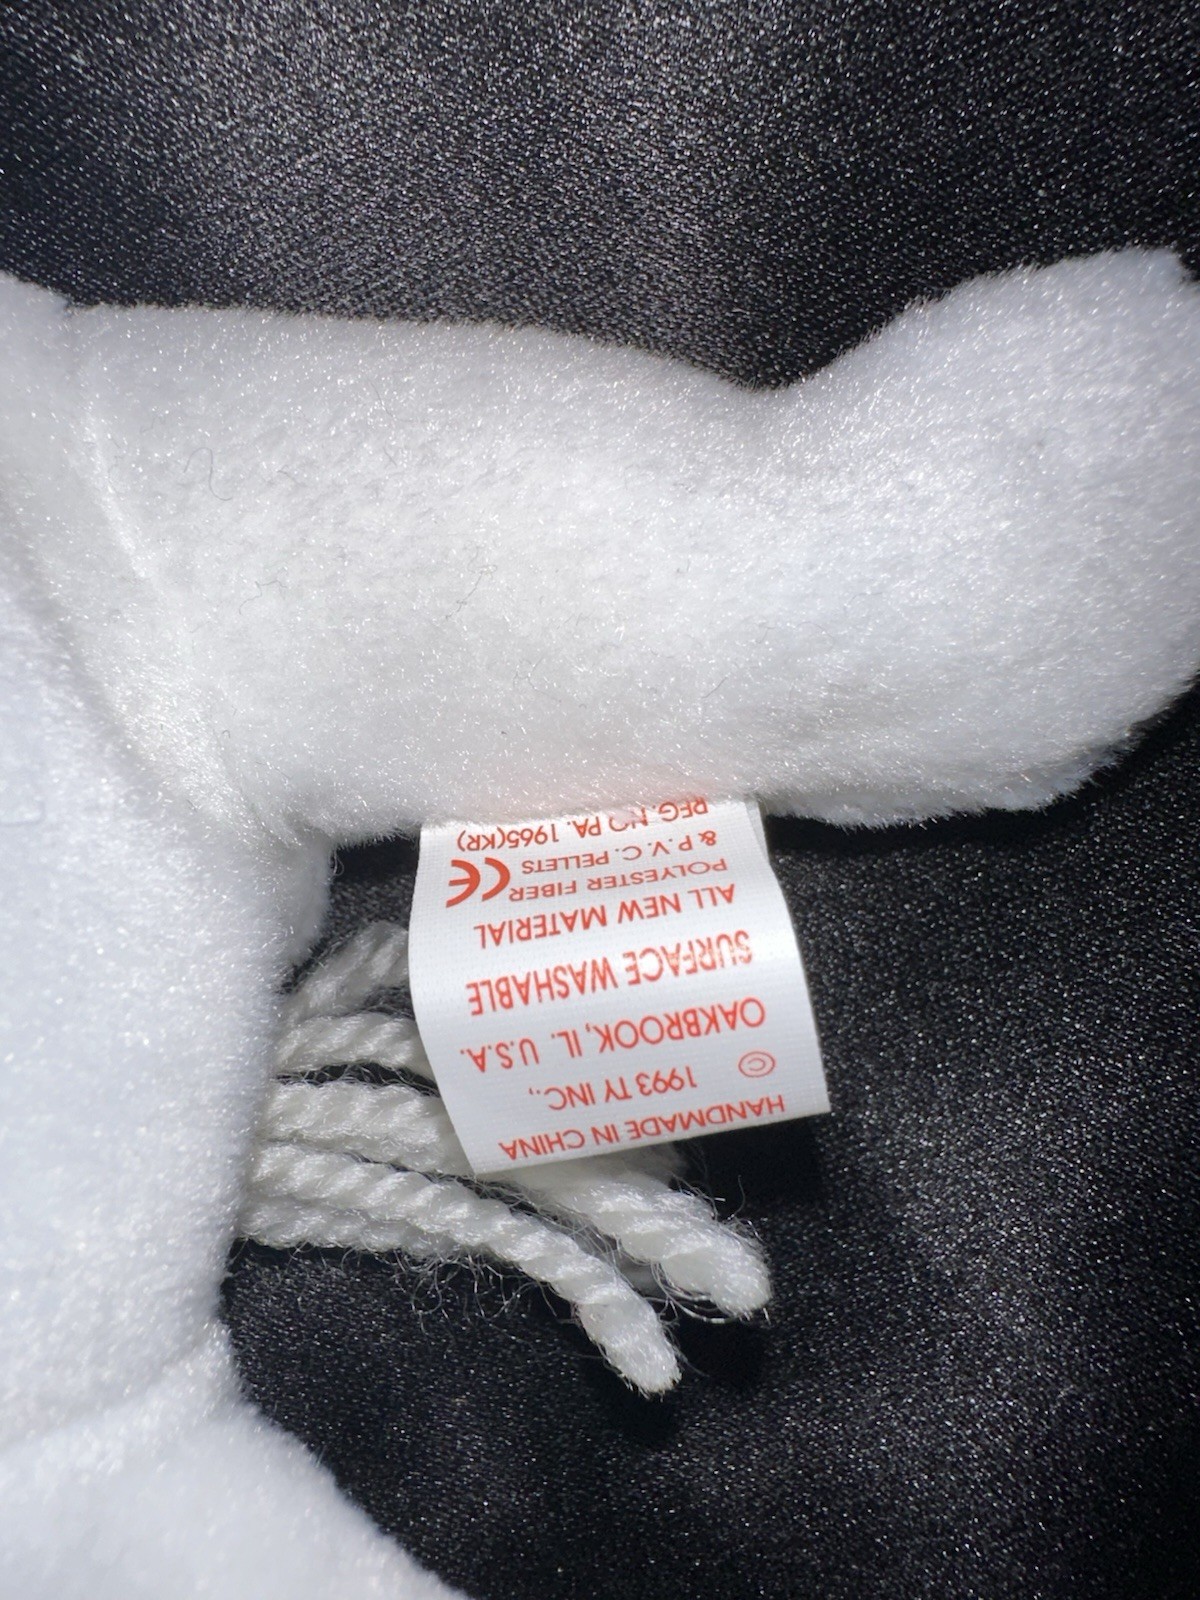 HANDMADE IN CHINA
© 1993 TY INC.,
OAKBROOK, IL. U.S.A.
SURFACE WASHABLE
ALL NEW MATERIAL
POLYESTER FIBER
& P.V.C. PELLETS CE
REG. NO PA. 1965(KR)